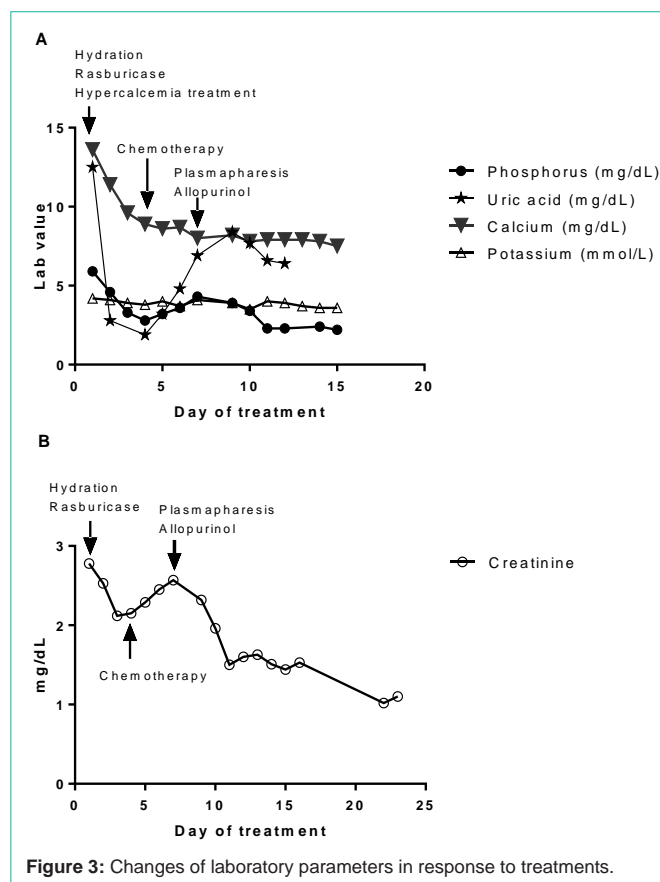 A
Hydration
Rasburicase
Hypercalcemia treatment
Chemotherapy
Plasmapharesis
Allopurinol
15
10
5
0
Lab value
0 5 10 15 20
Day of treatment
Phosphorus (mg/dL)
Uric acid (mg/dL)
Calcium (mg/dL)
Potassium (mmol/L)
B
Hydration
Rasburicase
Plasmapharesis
Allopurinol
Chemotherapy
3
2
1
0
mg/dL
0 5 10 15 20 25
Day of treatment
Creatinine
Figure 3: Changes of laboratory parameters in response to treatments.